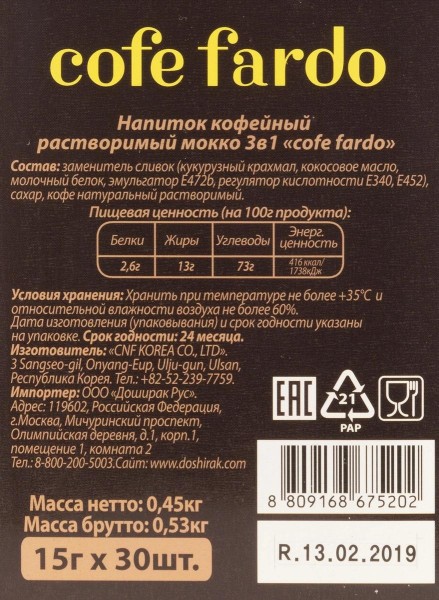 cofe fardo
Напиток кофейный
растворимый мокко 3в1 «cofe fardo»
Состав: заменитель сливок (кукурузный крахмал, кокосовое масло,
молочный белок, эмульгатор E472b, регулятор кислотности E340, E452),
сахар, кофе натуральный растворимый.
Пищевая ценность (на 100г продукта):
Белки Жиры Углеводы Энерг. ценность
2,6г 13г 73г 416 ккал/ 1738кДж
Условия хранения: Хранить при температуре не более +35°C и
относительной влажности воздуха не более 60%.
Дата изготовления (упаковывания) и срок годности указаны
на упаковке. Срок годности: 24 месяца.
Изготовитель: «CNF KOREA CO., LTD».
3 Sangseo-gil, Onyang-Eup, Ulju-gun, Ulsan,
Республика Корея. Тел.: +82-52-239-7759.
Импортер: ООО «Доширак Рус».
Адрес: 119602, Российская Федерация,
г.Москва, Мичуринский проспект,
Олимпийская деревня, д.1, корп.1,
помещение 1, комната 2
Тел.: 8-800-200-5003.Сайт: www.doshirak.com
EAC
21
PAP
Масса нетто: 0,45кг
Масса брутто: 0,53кг
15г x 30шт.
8 809168 675202
R.13.02.2019